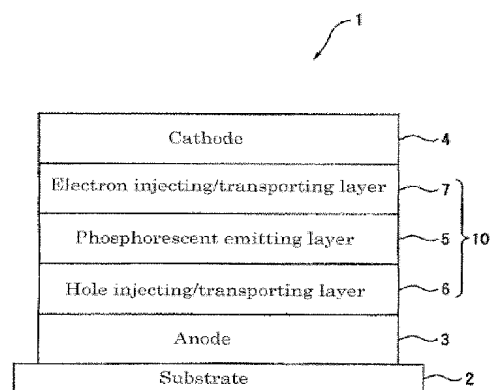 1
Cathode 4
Electron injecting/transporting layer 7
Phosphorescent emitting layer 5 10
Hole injecting/transporting layer 6
Anode 3
Substrate 2